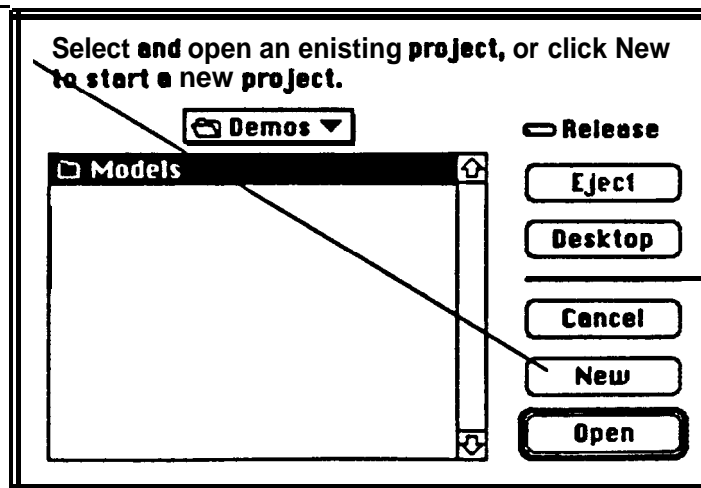 Select and open an enisting project, or click New
to start a new project.
Demos
Release
Models
Eject
Desktop
Cancel
New
Open